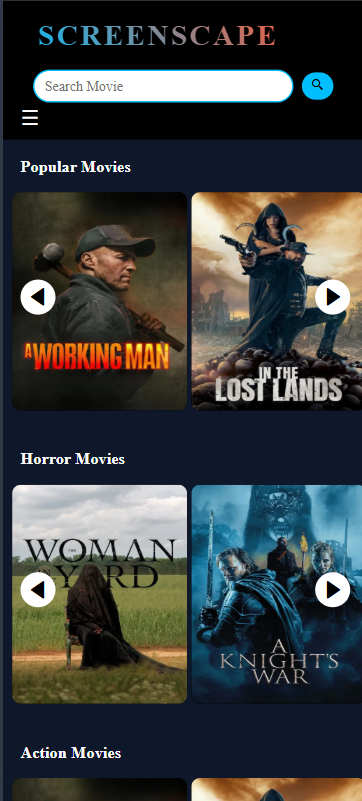 SCREENSCAPE
Search Movie
Popular Movies
A WORKING MAN
IN THE
LOST LANDS
Horror Movies
THE
WOMAN
YARD
A
KNIGHT'S
WAR
Action Movies